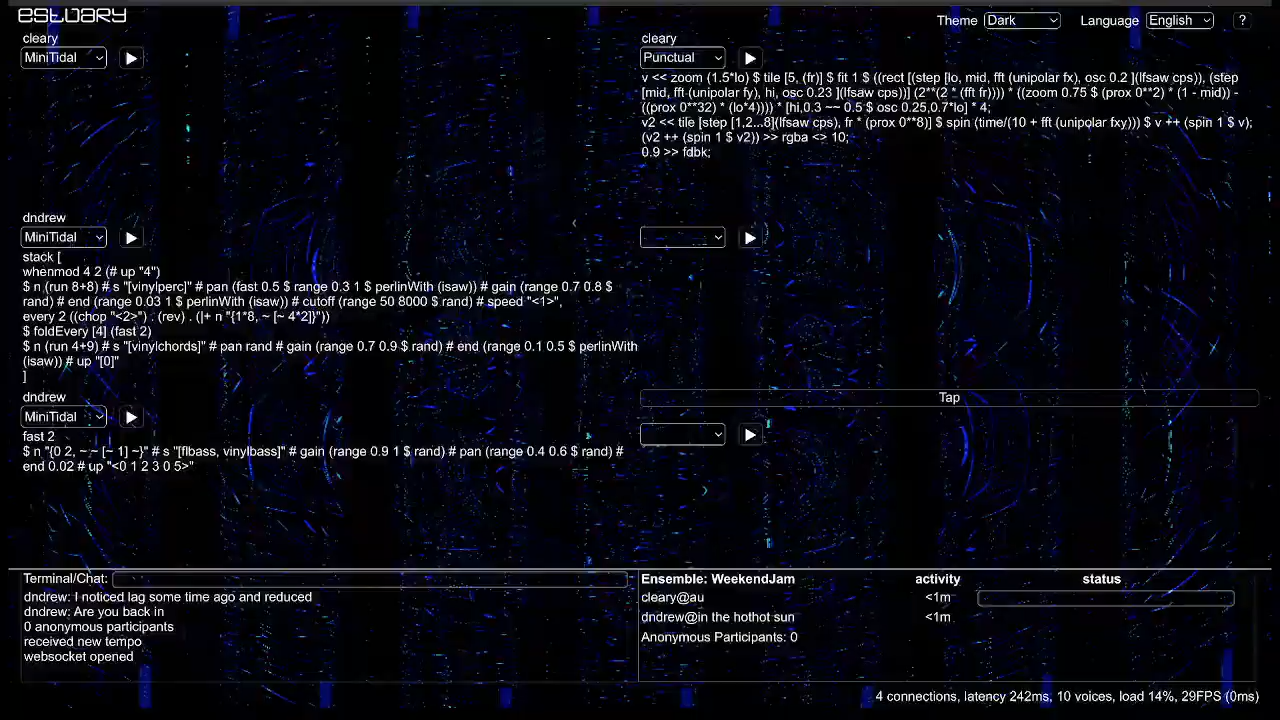 estuary
Theme Dark Language English ?
cleary
MiniTidal
cleary
Punctual
v << zoom (1.5*lo) $ tile [5, (fr)] $ fit 1 $ ((rect [(step [lo, mid, fft (unipolar fx), osc 0.2 ](lfsaw cps)), (step
[mid, fft (unipolar fy), hi, osc 0.23 ](lfsaw cps))] (2**(2 * (fft fr)))) * ((zoom 0.75 $ (prox 0**2) * (1 - mid)) -
((prox 0**32) * (lo*4)))) * [hi,0.3 ~~ 0.5 $ osc 0.25,0.7*lo] * 4;
v2 << tile [step [1,2...8](lfsaw cps), fr * (prox 0**8)] $ spin (time/(10 + fft (unipolar fxy))) $ v ++ (spin 1 $ v);
(v2 ++ (spin 1 $ v2)) >> rgba <> 10;
0.9 >> fdbk;
dndrew
MiniTidal
stack [
whenmod 4 2 (# up "4")
$ n (run 8+8) # s "[vinylperc]" # pan (fast 0.5 $ range 0.3 1 $ perlinWith (isaw)) # gain (range 0.7 0.8 $
rand) # end (range 0.03 1 $ perlinWith (isaw)) # cutoff (range 50 8000 $ rand) # speed "<1>",
every 2 ((chop "<2>") . (rev) . (|+ n "{1*8, ~ [~ 4*2]}"))
$ foldEvery [4] (fast 2)
$ n (run 4+9) # s "[vinylchords]" # pan rand # gain (range 0.7 0.9 $ rand) # end (range 0.1 0.5 $ perlinWith
(isaw)) # up "[0]"
]
dndrew
MiniTidal
fast 2
$ n "{0 2, ~ ~ [~ 1] ~}" # s "[flbass, vinylbass]" # gain (range 0.9 1 $ rand) # pan (range 0.4 0.6 $ rand) #
end 0.02 # up "<0 1 2 3 0 5>"
Tap
Terminal/Chat:
dndrew: I noticed lag some time ago and reduced
dndrew: Are you back in
0 anonymous participants
received new tempo
websocket opened
Ensemble: WeekendJam activity status
cleary@au <1m
dndrew@in the hothot sun <1m
Anonymous Participants: 0
4 connections, latency 242ms, 10 voices, load 14%, 29FPS (0ms)